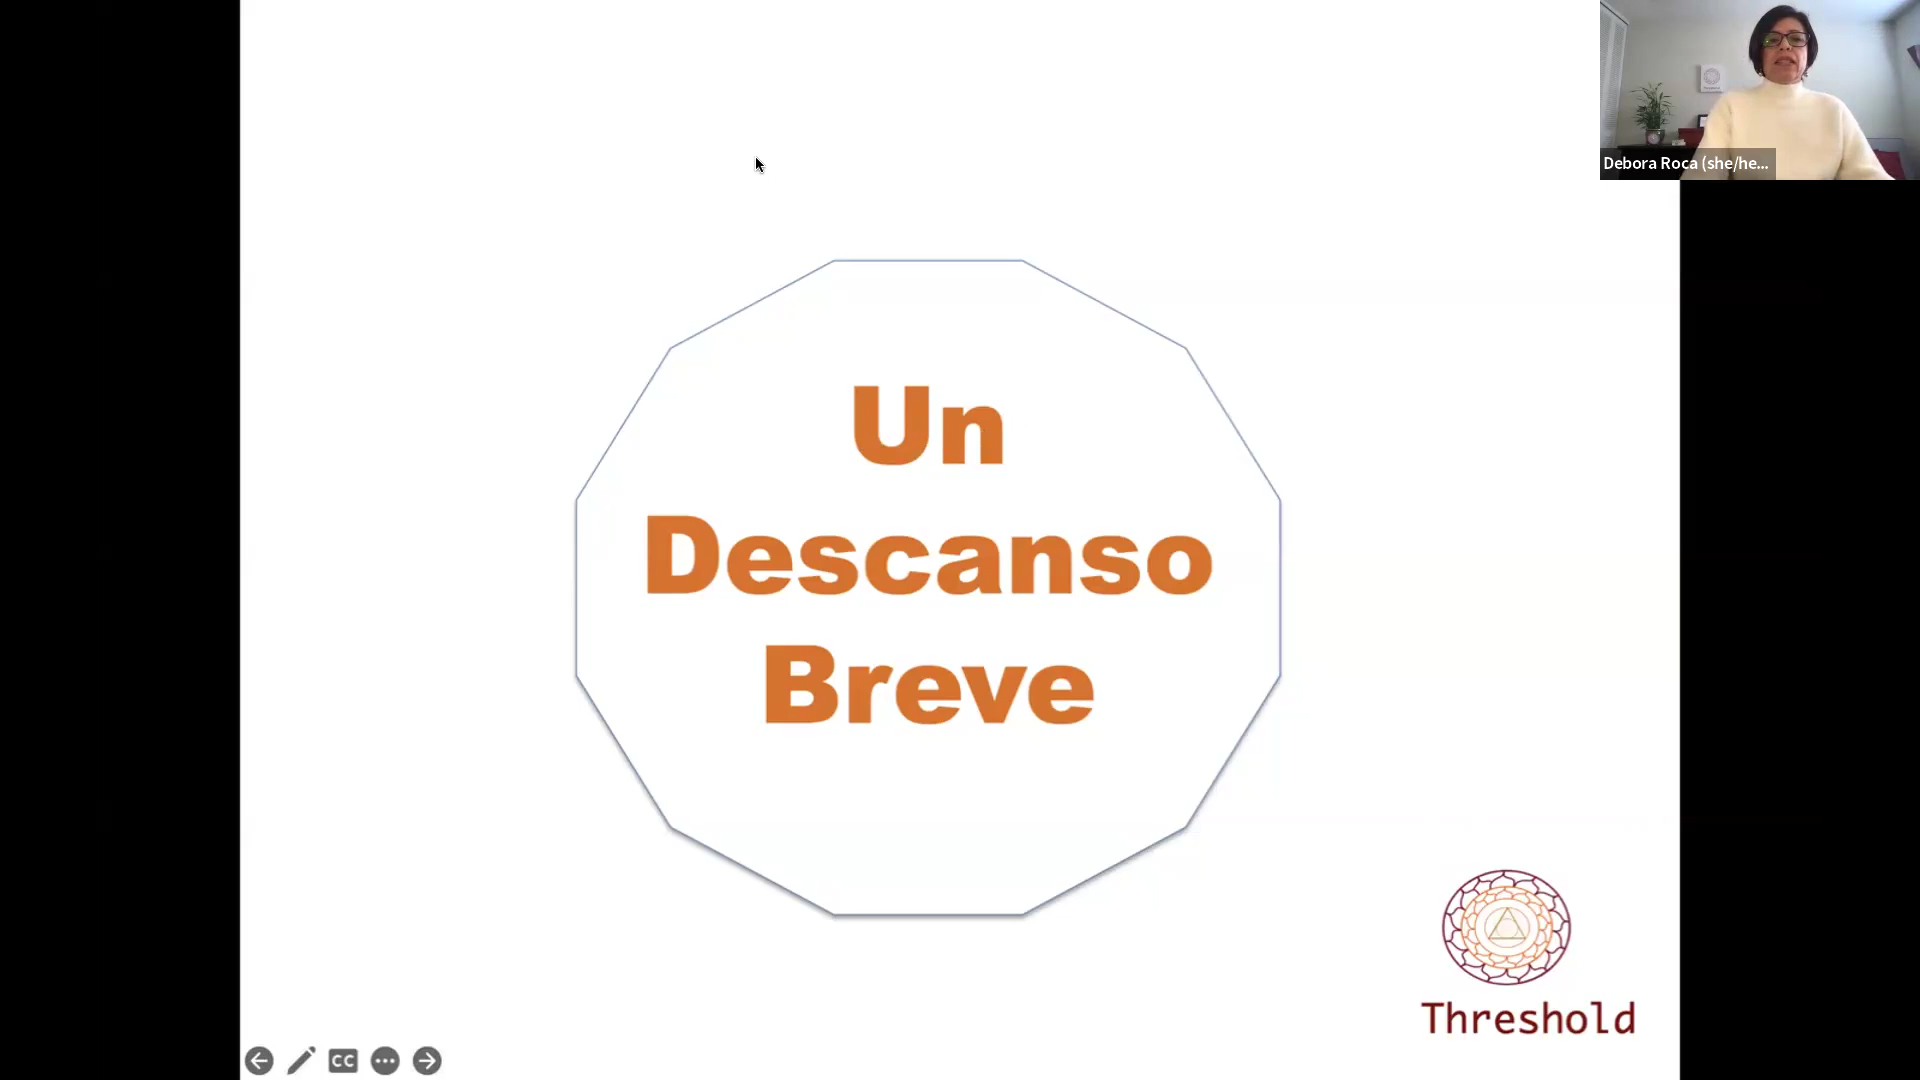 Debora Roca (she/he...
Un
Descanso
Breve
Threshold
CC